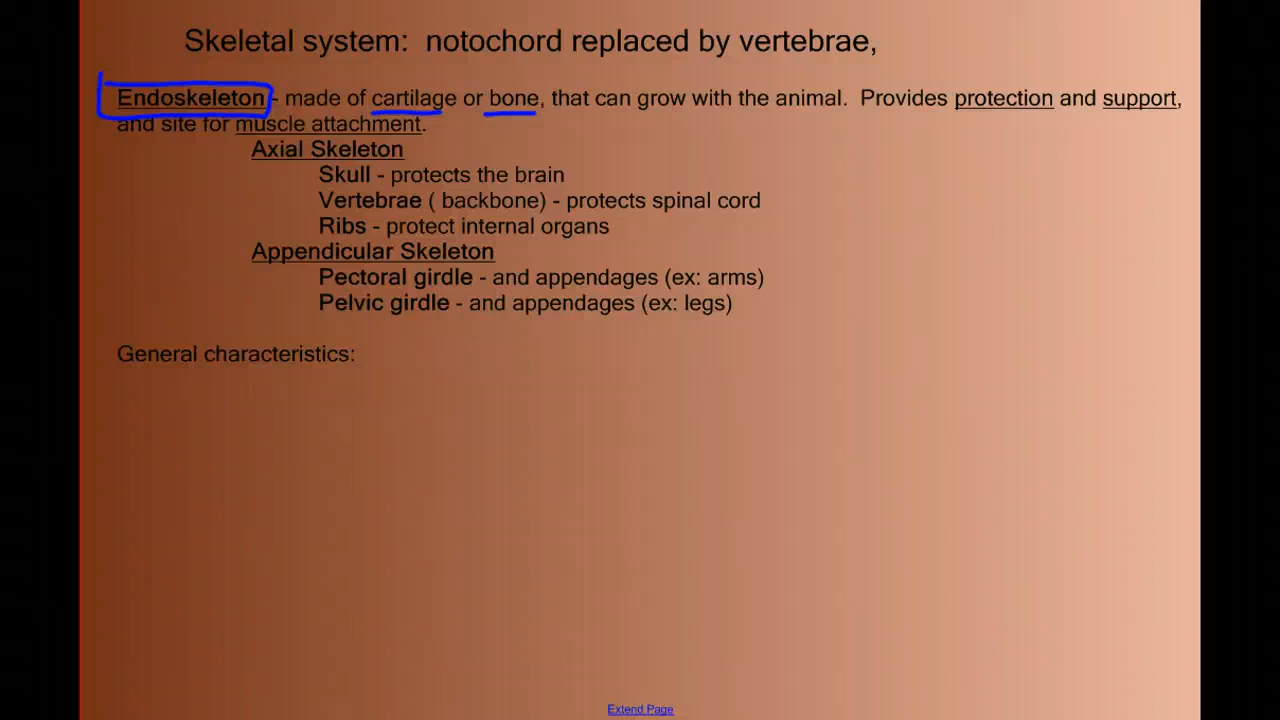 Skeletal system: notochord replaced by vertebrae,
Endoskeleton - made of cartilage or bone, that can grow with the animal. Provides protection and support,
and site for muscle attachment.
Axial Skeleton
Skull - protects the brain
Vertebrae ( backbone) - protects spinal cord
Ribs - protect internal organs
Appendicular Skeleton
Pectoral girdle - and appendages (ex: arms)
Pelvic girdle - and appendages (ex: legs)
General characteristics:
Extend Page